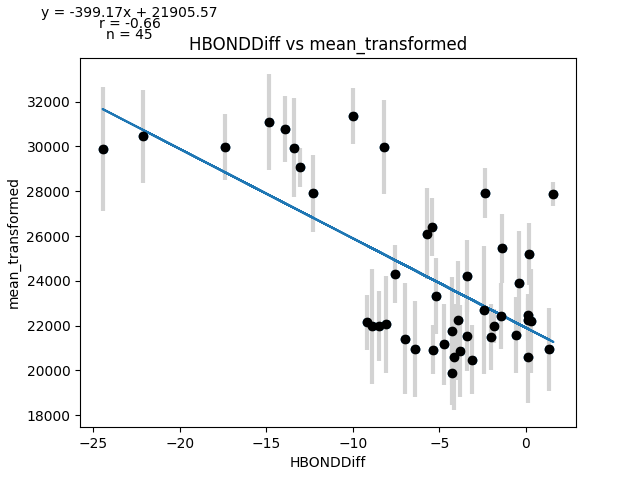 y = -399.17x + 21905.57
r = -0.66
n = 45
HBONDDiff vs mean_transformed
32000
30000
28000
26000
24000
22000
20000
18000
mean_transformed
−25 −20 −15 −10 −5 0
HBONDDiff